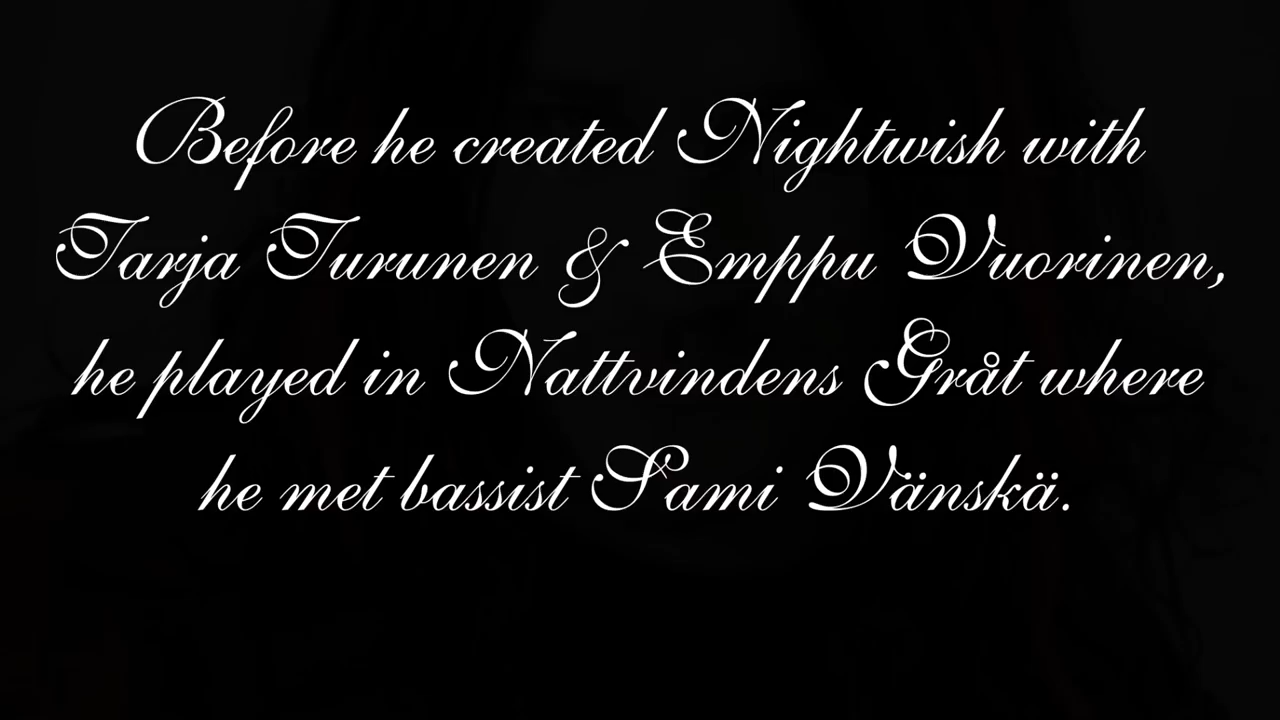 Before he created Nightwish with
Tarja Turunen & Emppu Vuorinen,
he played in Nattvindens Gråt where
he met bassist Sami Vänskä.